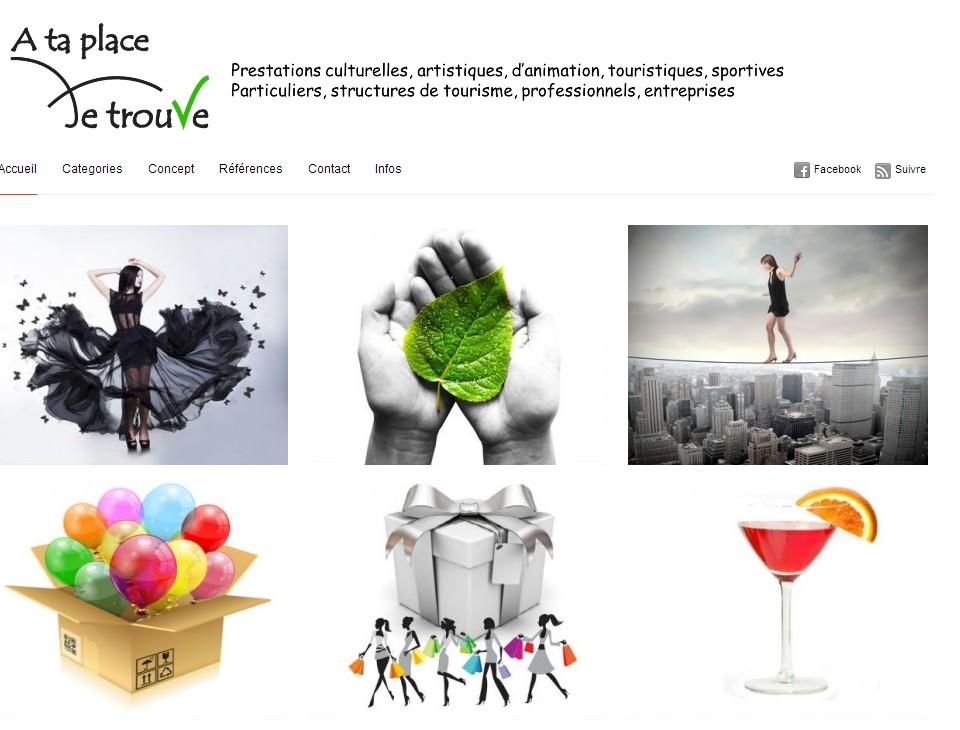 A ta place
Je trouve
Prestations culturelles, artistiques, d'animation, touristiques, sportives
Particuliers, structures de tourisme, professionnels, entreprises
Accueil Categories Concept Références Contact Infos Facebook Suivre